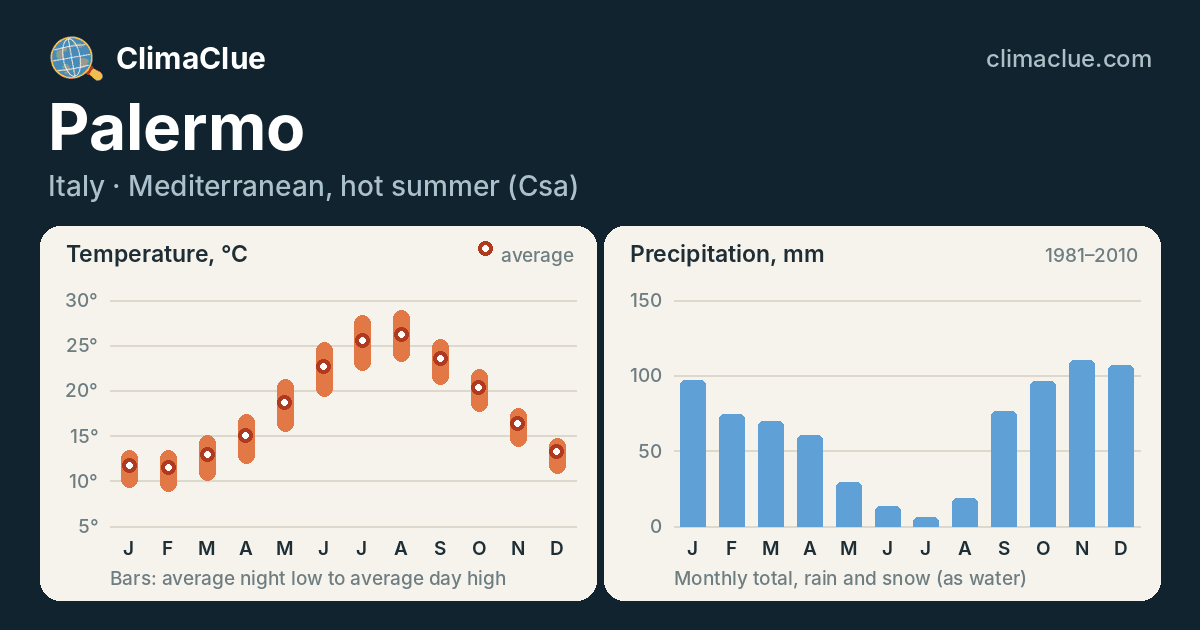 ClimaClue
climaclue.com
Palermo
Italy · Mediterranean, hot summer (Csa)
Temperature, °C
average
30°
25°
20°
15°
10°
5°
J F M A M J J A S O N D
Bars: average night low to average day high
Precipitation, mm
1981–2010
150
100
50
0
J F M A M J J A S O N D
Monthly total, rain and snow (as water)